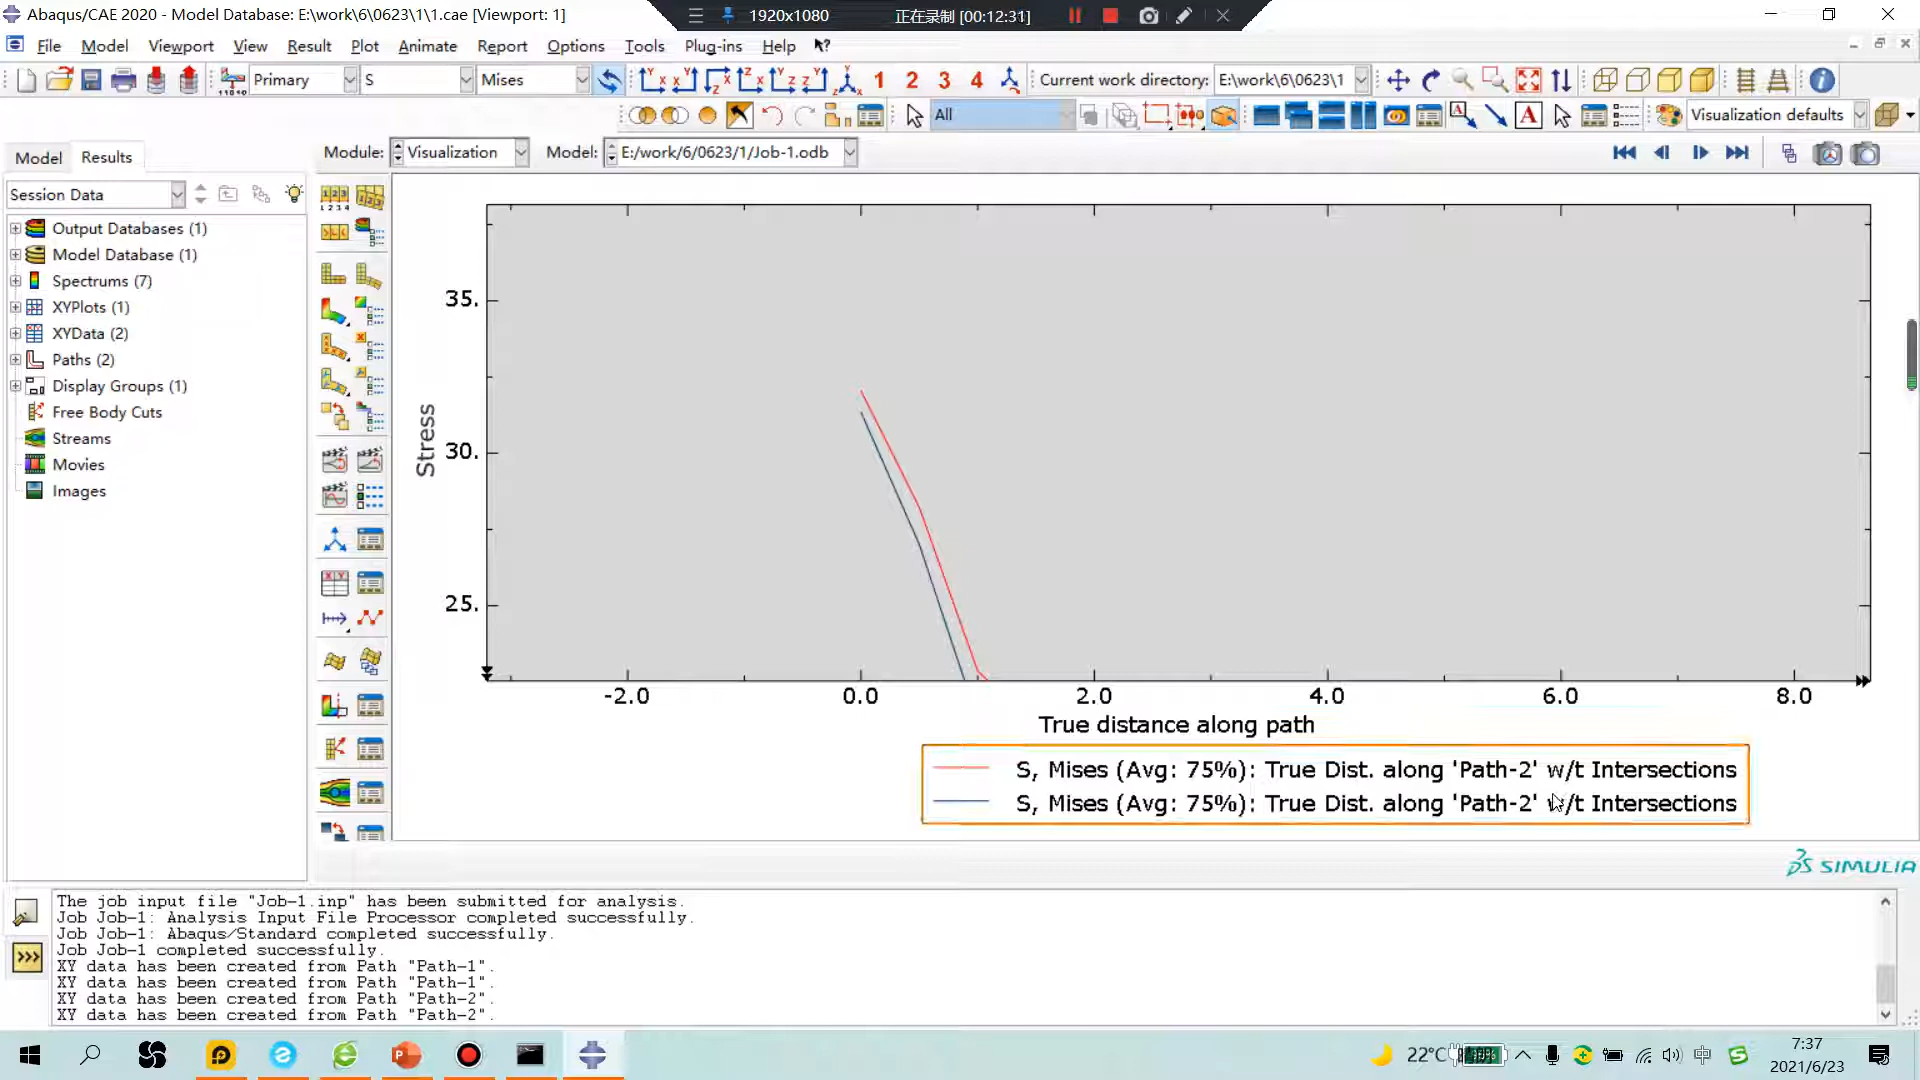 Abaqus/CAE 2020 - Model Database: E:\work\6\0623\1\1.cae [Viewport: 1]
1920x1080
正在录制 [00:12:31]
File Model Viewport View Result Plot Animate Report Options Tools Plug-ins Help
Primary
S
Mises
1 2 3 4
Current work directory:
E:\work\6\0623\1
All
Visualization defaults
Model Results
Module: Visualization
Model: E:/work/6/0623/1/Job-1.odb
Session Data
Output Databases (1)
Model Database (1)
Spectrums (7)
XYPlots (1)
XYData (2)
Paths (2)
Display Groups (1)
Free Body Cuts
Streams
Movies
Images
35.
30.
25.
Stress
-2.0 0.0 2.0 4.0 6.0 8.0
True distance along path
S, Mises (Avg: 75%): True Dist. along 'Path-2' w/t Intersections
S, Mises (Avg: 75%): True Dist. along 'Path-2' w/t Intersections
SIMULIA
The job input file "Job-1.inp" has been submitted for analysis.
Job Job-1: Analysis Input File Processor completed successfully.
Job Job-1: Abaqus/Standard completed successfully.
Job Job-1 completed successfully.
XY data has been created from Path "Path-1".
XY data has been created from Path "Path-1".
XY data has been created from Path "Path-2".
XY data has been created from Path "Path-2".
22°C
中
7:37
2021/6/23